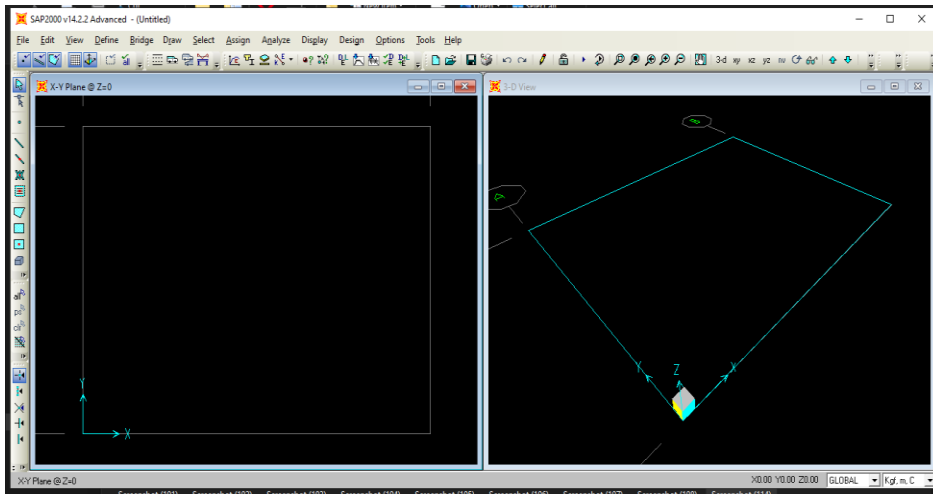 SAP2000 v14.2.2 Advanced - (Untitled)
File Edit View Define Bridge Draw Select Assign Analyze Display Design Options Tools Help
3-d xy xz yz nv
X-Y Plane @ Z=0
3-D View
Y
X
Y
Z
X
X-Y Plane @ Z=0
X0.00 Y0.00 Z0.00
GLOBAL
Kgf, m, C